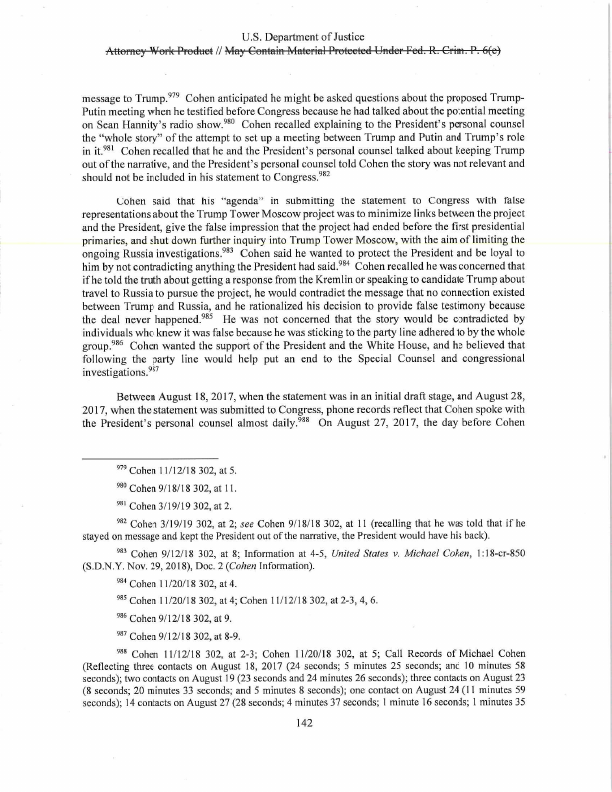 U.S. Department of Justice
Attorney Work Product // May Contain Material Protected Under Fed. R. Crim. P. 6(e)
message to Trump.979 Cohen anticipated he might be asked questions about the proposed Trump-
Putin meeting when he testified before Congress because he had talked about the potential meeting
on Sean Hannity's radio show.980 Cohen recalled explaining to the President's personal counsel
the "whole story" of the attempt to set up a meeting between Trump and Putin and Trump's role
in it.981 Cohen recalled that he and the President's personal counsel talked about keeping Trump
out of the narrative, and the President's personal counsel told Cohen the story was not relevant and
should not be included in his statement to Congress.982
Cohen said that his "agenda" in submitting the statement to Congress with false
representations about the Trump Tower Moscow project was to minimize links between the project
and the President, give the false impression that the project had ended before the first presidential
primaries, and shut down further inquiry into Trump Tower Moscow, with the aim of limiting the
ongoing Russia investigations.983 Cohen said he wanted to protect the President and be loyal to
him by not contradicting anything the President had said.984 Cohen recalled he was concerned that
if he told the truth about getting a response from the Kremlin or speaking to candidate Trump about
travel to Russia to pursue the project, he would contradict the message that no connection existed
between Trump and Russia, and he rationalized his decision to provide false testimony because
the deal never happened.985 He was not concerned that the story would be contradicted by
individuals who knew it was false because he was sticking to the party line adhered to by the whole
group.986 Cohen wanted the support of the President and the White House, and he believed that
following the party line would help put an end to the Special Counsel and congressional
investigations.987
Between August 18, 2017, when the statement was in an initial draft stage, and August 28,
2017, when the statement was submitted to Congress, phone records reflect that Cohen spoke with
the President's personal counsel almost daily.988 On August 27, 2017, the day before Cohen
979 Cohen 11/12/18 302, at 5.
980 Cohen 9/18/18 302, at 11.
981 Cohen 3/19/19 302, at 2.
982 Cohen 3/19/19 302, at 2; see Cohen 9/18/18 302, at 11 (recalling that he was told that if he
stayed on message and kept the President out of the narrative, the President would have his back).
983 Cohen 9/12/18 302, at 8; Information at 4-5, United States v. Michael Cohen, 1:18-cr-850
(S.D.N.Y. Nov. 29, 2018), Doc. 2 (Cohen Information).
984 Cohen 11/20/18 302, at 4.
985 Cohen 11/20/18 302, at 4; Cohen 11/12/18 302, at 2-3, 4, 6.
986 Cohen 9/12/18 302, at 9.
987 Cohen 9/12/18 302, at 8-9.
988 Cohen 11/12/18 302, at 2-3; Cohen 11/20/18 302, at 5; Call Records of Michael Cohen
(Reflecting three contacts on August 18, 2017 (24 seconds; 5 minutes 25 seconds; and 10 minutes 58
seconds); two contacts on August 19 (23 seconds and 24 minutes 26 seconds); three contacts on August 23
(8 seconds; 20 minutes 33 seconds; and 5 minutes 8 seconds); one contact on August 24 (11 minutes 59
seconds); 14 contacts on August 27 (28 seconds; 4 minutes 37 seconds; 1 minute 16 seconds; 1 minutes 35
142